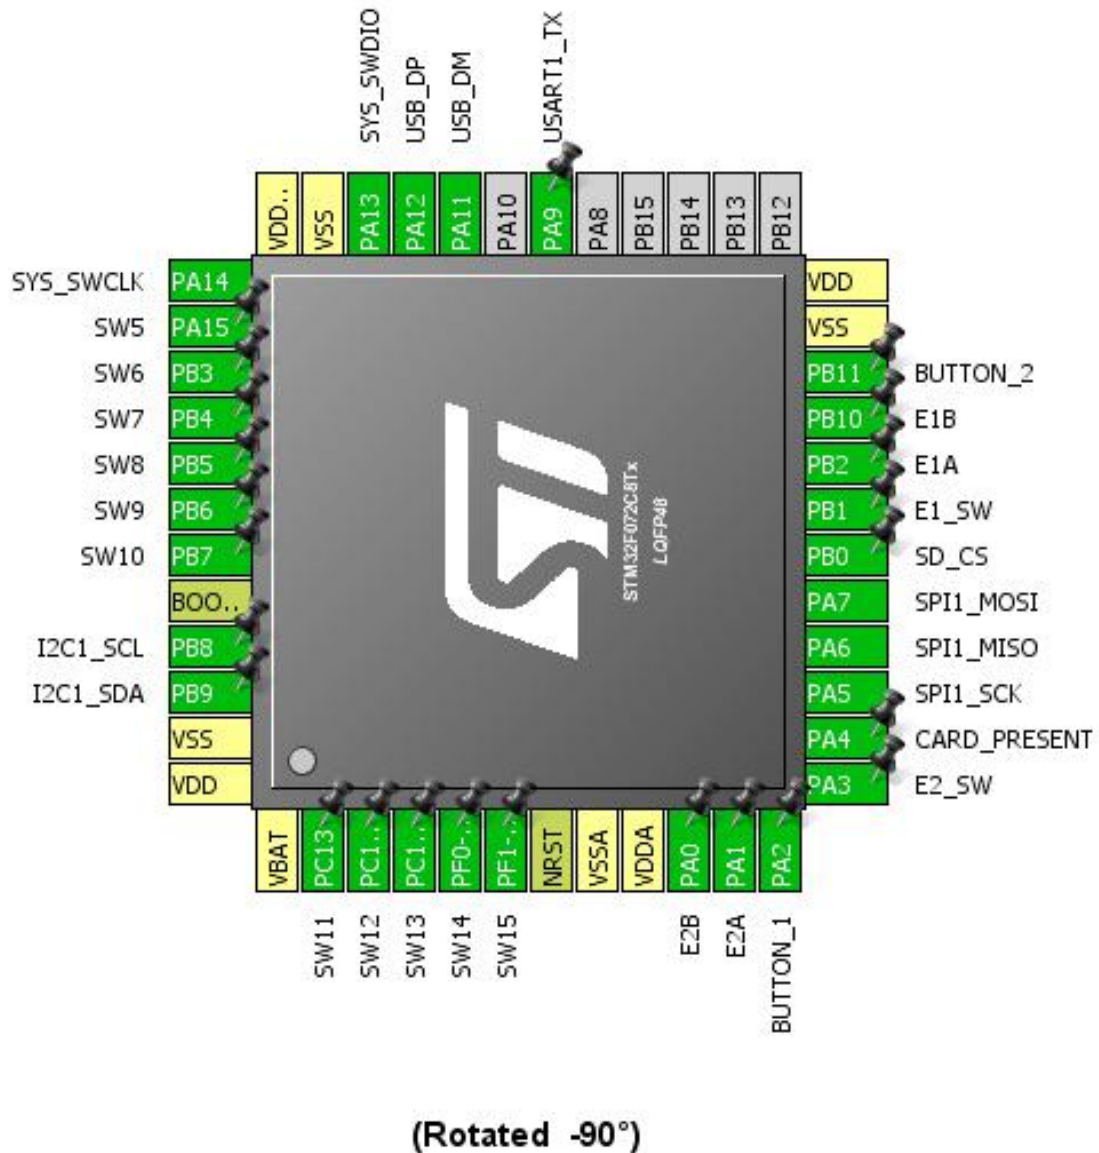 SYS_SWDIO
USB_DP
USB_DM
USART1_TX
VDD..
VSS
PA13
PA12
PA11
PA10
PA9
PA8
PB15
PB14
PB13
PB12
SYS_SWCLK PA14
SW5 PA15
SW6 PB3
SW7 PB4
SW8 PB5
SW9 PB6
SW10 PB7
BOO..
I2C1_SCL PB8
I2C1_SDA PB9
VSS
VDD
STM32F072C8Tx
LQFP48
VDD
VSS
PB11 BUTTON_2
PB10 E1B
PB2 E1A
PB1 E1_SW
PB0 SD_CS
PA7 SPI1_MOSI
PA6 SPI1_MISO
PA5 SPI1_SCK
PA4 CARD_PRESENT
PA3 E2_SW
VBAT
PC13
PC1..
PC1..
PF0-..
PF1-..
NRST
VSSA
VDDA
PA0
PA1
PA2
SW11
SW12
SW13
SW14
SW15
E2B
E2A
BUTTON_1
(Rotated -90°)